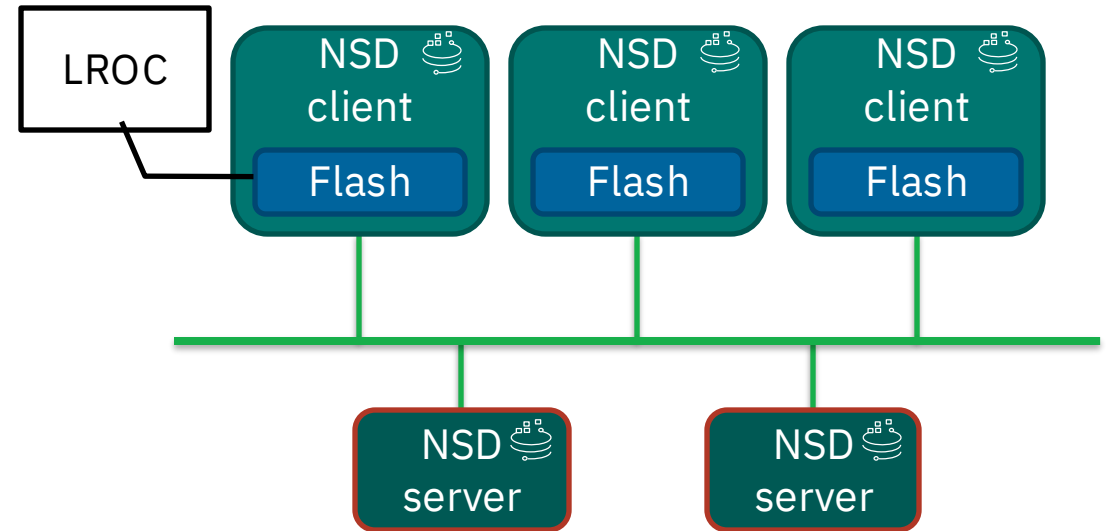 LROC
NSD
client
Flash
NSD
client
Flash
NSD
client
Flash
NSD
server
NSD
server